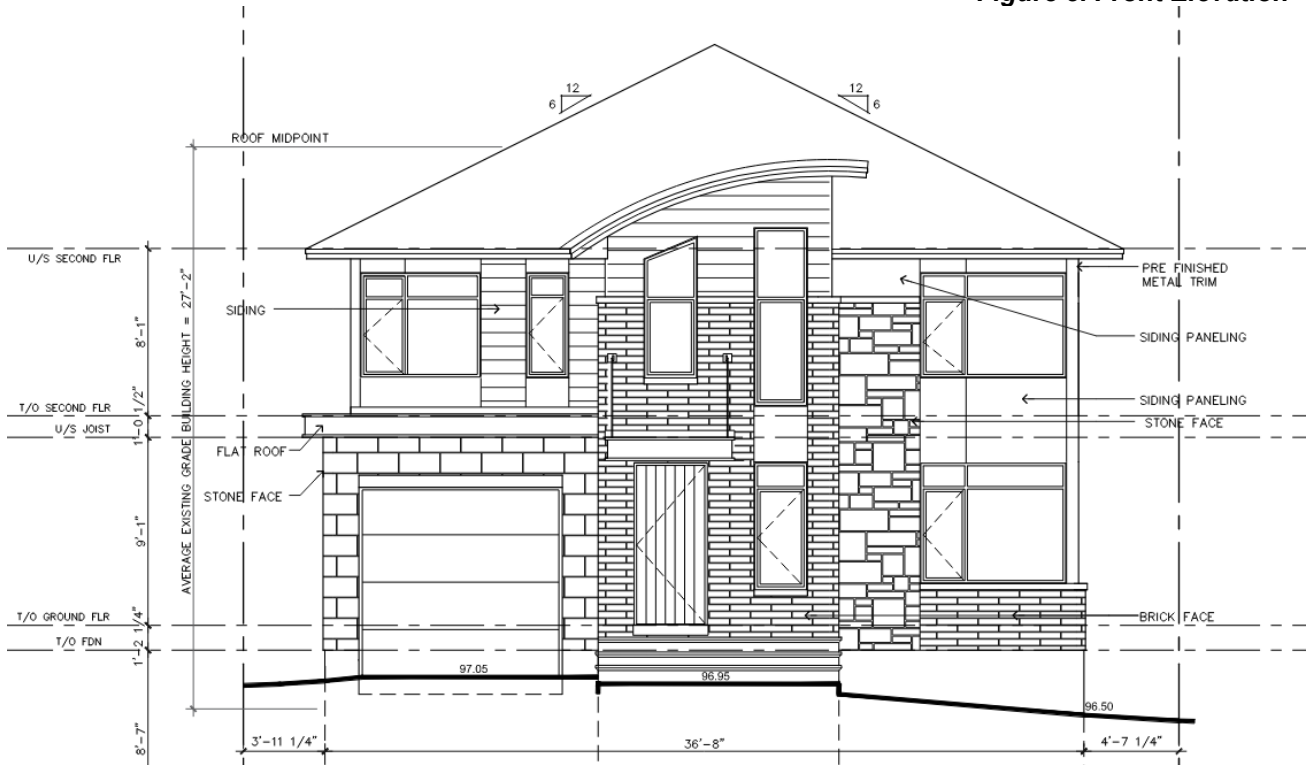 Figure 3. Front Elevation
12
6
12
6
ROOF MIDPOINT
U/S SECOND FLR
PRE FINISHED
METAL TRIM
SIDING
8'-1"
AVERAGE EXISTING GRADE BUILDING HEIGHT = 27'-2"
SIDING PANELING
SIDING PANELING
T/O SECOND FLR
1'-0 1/2"
STONE FACE
U/S JOIST
FLAT ROOF
STONE FACE
9'-1"
T/O GROUND FLR
BRICK FACE
T/O FDN
1'-2 1/4"
97.05
96.95
96.50
8'-7"
3'-11 1/4"
36'-8"
4'-7 1/4"